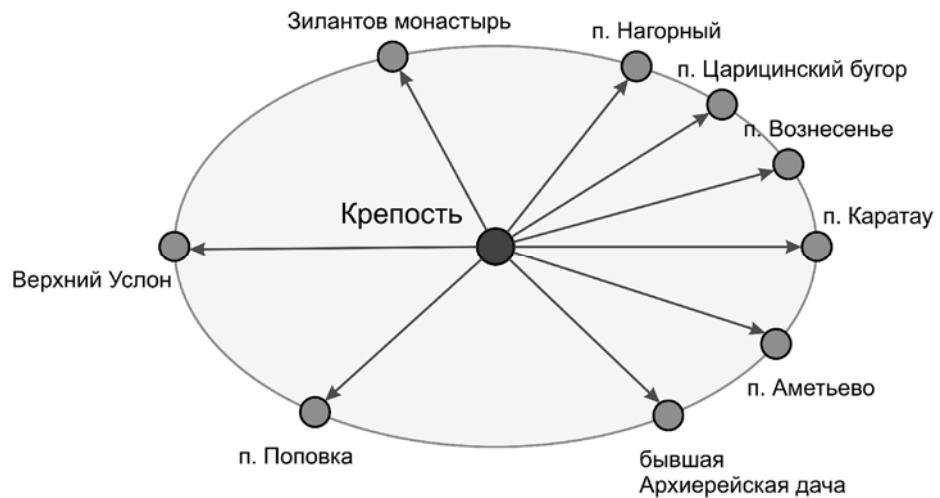 Зилантов монастырь
п. Нагорный
п. Царицинский бугор
п. Вознесенье
Крепость
п. Каратау
Верхний Услон
п. Аметьево
п. Поповка
бывшая
Архиерейская дача